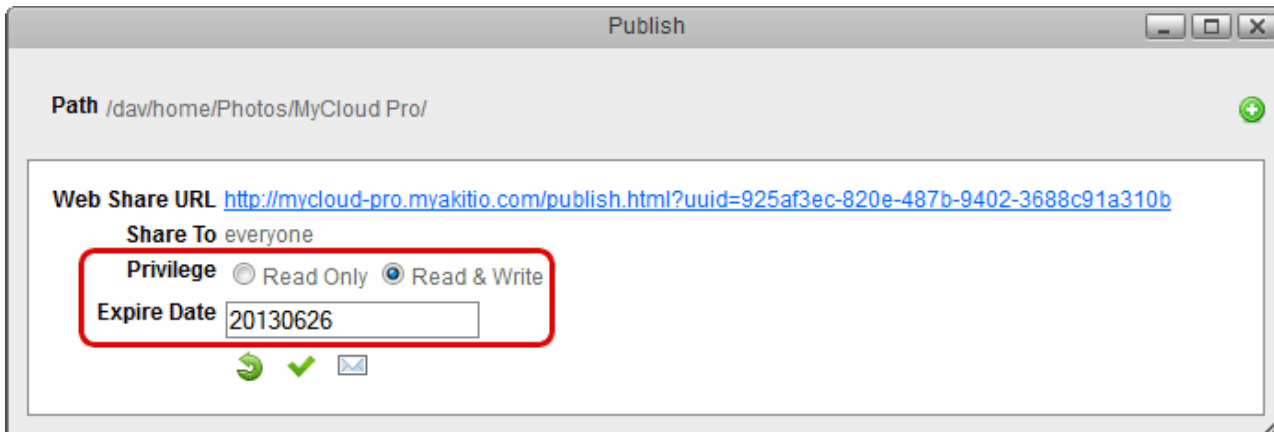 Publish
Path /dav/home/Photos/MyCloud Pro/
Web Share URL http://mycloud-pro.myakitio.com/publish.html?uuid=925af3ec-820e-487b-9402-3688c91a310b
Share To everyone
Privilege Read Only Read & Write
Expire Date 20130626